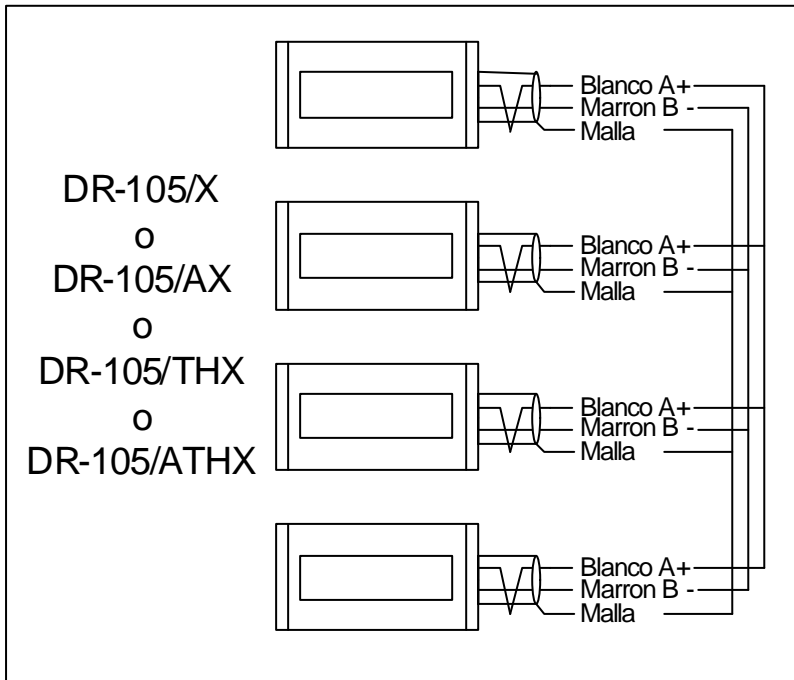 DR-105/X
o
DR-105/AX
o
DR-105/THX
o
DR-105/ATHX
Blanco A+
Marron B -
Malla
Blanco A+
Marron B -
Malla
Blanco A+
Marron B -
Malla
Blanco A+
Marron B -
Malla